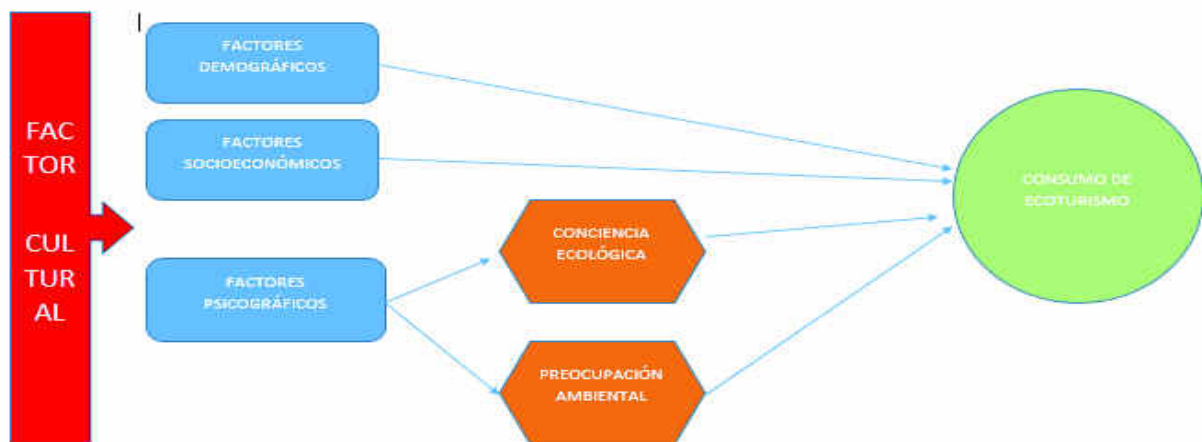 FAC
TOR
CUL
TUR
AL
FACTORES
DEMOGRÁFICOS
FACTORES
SOCIOECONÓMICOS
FACTORES
PSICOGRÁFICOS
CONCIENCIA
ECOLÓGICA
PREOCUPACIÓN
AMBIENTAL
CONSUMO DE
ECOTURISMO